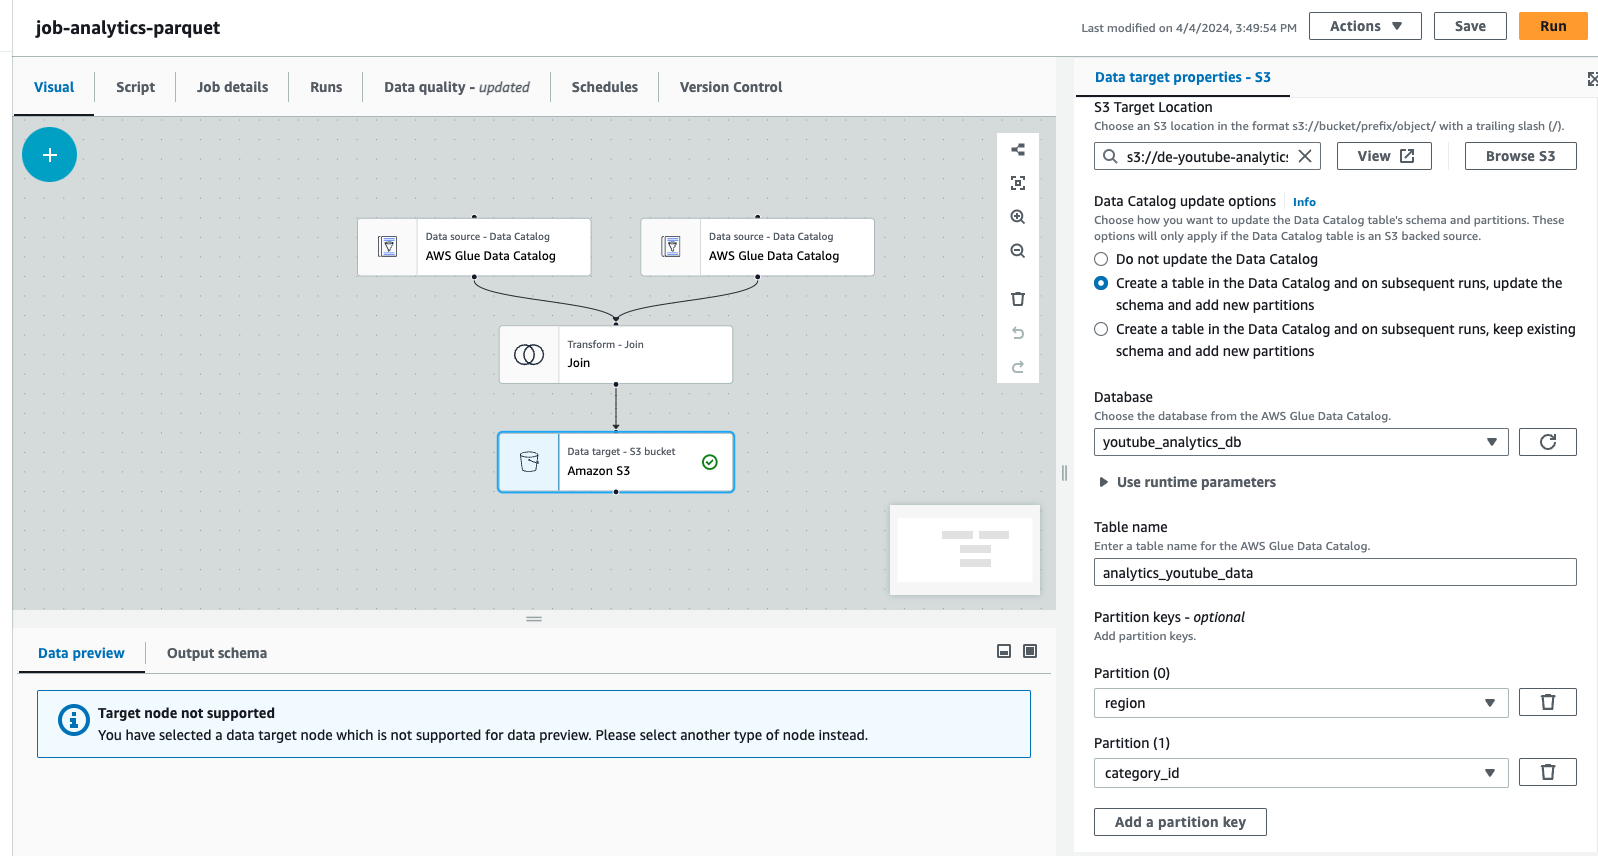 job-analytics-parquet
Last modified on 4/4/2024, 3:49:54 PM
Actions
Save
Run
Visual
Script
Job details
Runs
Data quality - updated
Schedules
Version Control
Data source - Data Catalog
AWS Glue Data Catalog
Data source - Data Catalog
AWS Glue Data Catalog
Transform - Join
Join
Data target - S3 bucket
Amazon S3
Data preview
Output schema
Target node not supported
You have selected a data target node which is not supported for data preview. Please select another type of node instead.
Data target properties - S3
S3 Target Location
Choose an S3 location in the format s3://bucket/prefix/object/ with a trailing slash (/).
s3://de-youtube-analytics
View
Browse S3
Data Catalog update options
Info
Choose how you want to update the Data Catalog table's schema and partitions. These
options will only apply if the Data Catalog table is an S3 backed source.
Do not update the Data Catalog
Create a table in the Data Catalog and on subsequent runs, update the
schema and add new partitions
Create a table in the Data Catalog and on subsequent runs, keep existing
schema and add new partitions
Database
Choose the database from the AWS Glue Data Catalog.
youtube_analytics_db
Use runtime parameters
Table name
Enter a table name for the AWS Glue Data Catalog.
analytics_youtube_data
Partition keys - optional
Add partition keys.
Partition (0)
region
Partition (1)
category_id
Add a partition key